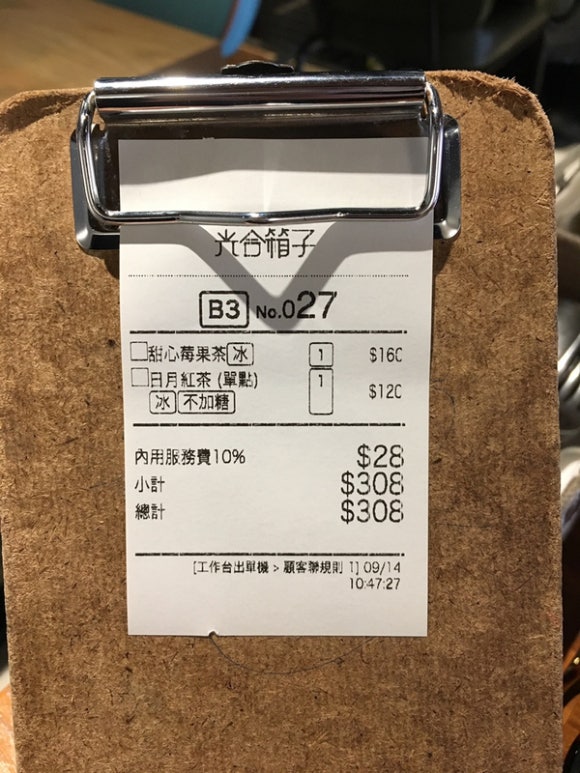 光合箱子
B3 No.027
甜心莓果茶 冰 1 $160
日月紅茶 (單點) 1 $120
冰 不加糖
內用服務費10% $28
小計 $308
總計 $308
[工作台出單機 > 顧客聯規則 1] 09/14
10:47:27